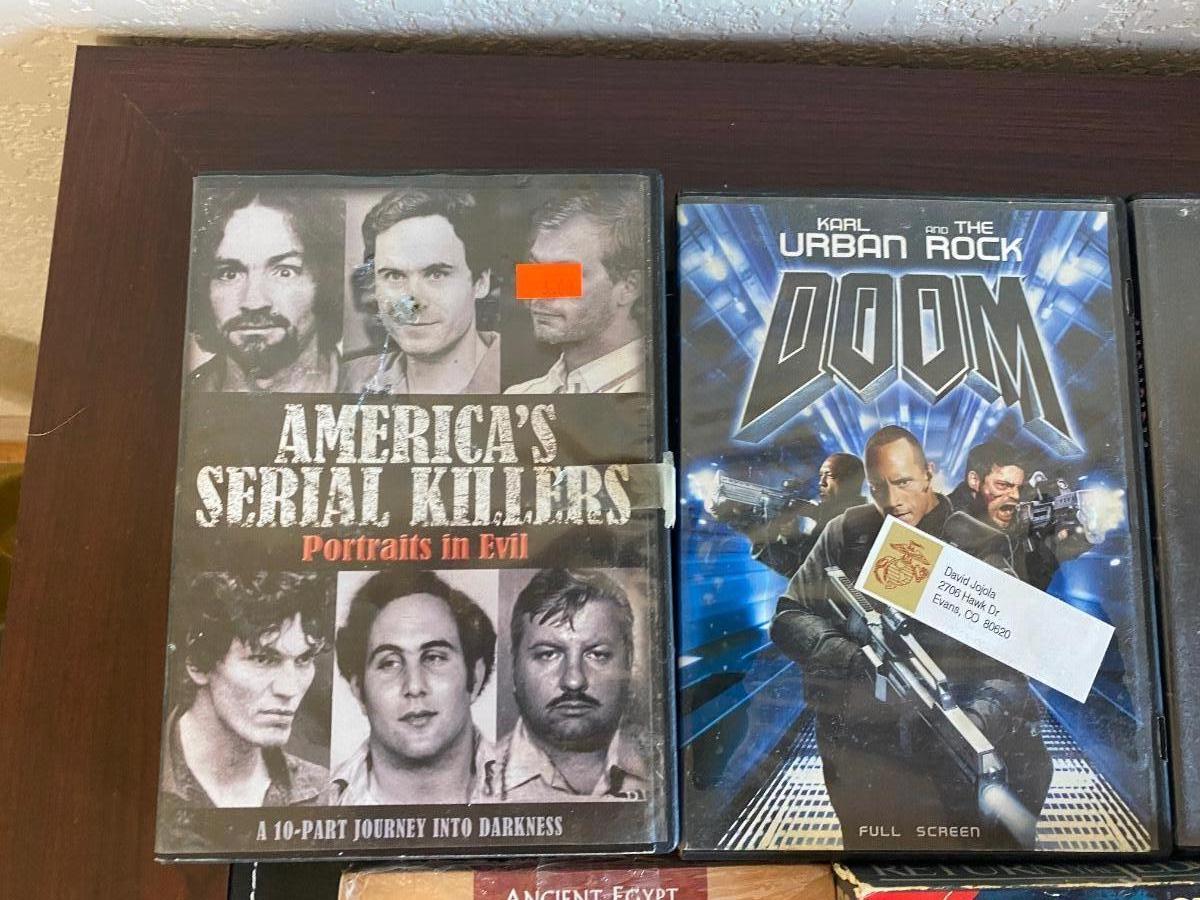 AMERICA'S
SERIAL KILLERS
Portraits in Evil
A 10-PART JOURNEY INTO DARKNESS
KARL AND THE
URBAN ROCK
DOOM
David Jojola
2706 Hawk Dr
Evans, CO 80620
FULL SCREEN
ANCIENT EGYPT